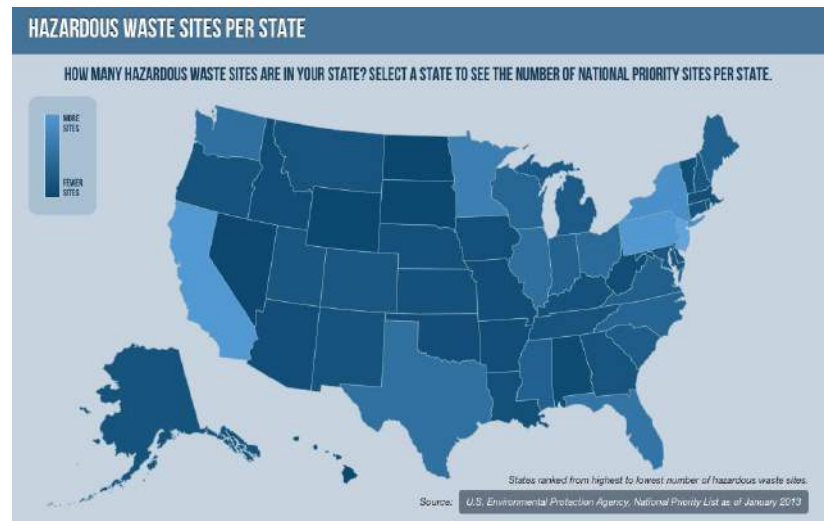 HAZARDOUS WASTE SITES PER STATE
HOW MANY HAZARDOUS WASTE SITES ARE IN YOUR STATE? SELECT A STATE TO SEE THE NUMBER OF NATIONAL PRIORITY SITES PER STATE.
MORE
SITES
FEWER
SITES
States ranked from highest to lowest number of hazardous waste sites.
Source: U.S. Environmental Protection Agency, National Priority List as of January 2013